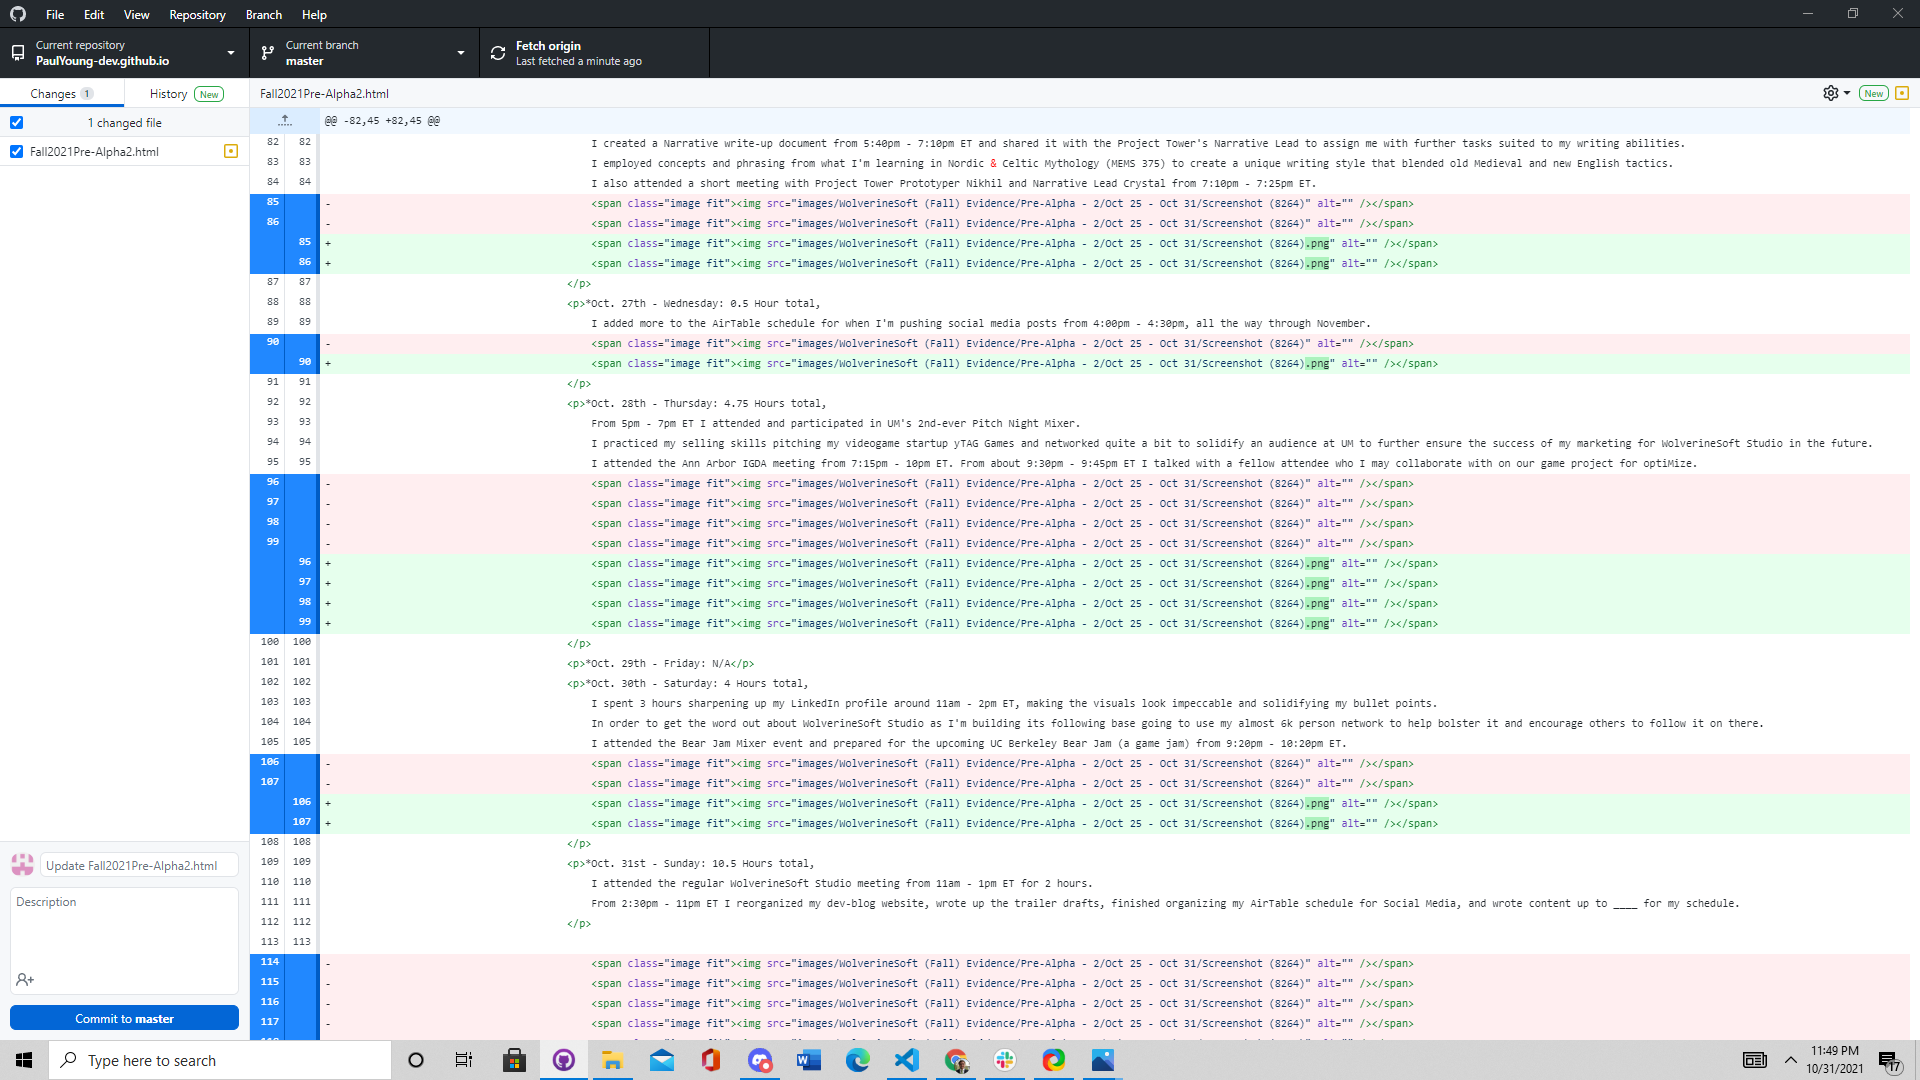 File Edit View Repository Branch Help
Current repository
PaulYoung-dev.github.io
Current branch
master
Fetch origin
Last fetched a minute ago
Changes 1 History New
Fall2021Pre-Alpha2.html New
1 changed file
Fall2021Pre-Alpha2.html
@@ -82,45 +82,45 @@
82 82 I created a Narrative write-up document from 5:40pm - 7:10pm ET and shared it with the Project Tower's Narrative Lead to assign me with further tasks suited to my writing abilities.
83 83 I employed concepts and phrasing from what I'm learning in Nordic & Celtic Mythology (MEMS 375) to create a unique writing style that blended old Medieval and new English tactics.
84 84 I also attended a short meeting with Project Tower Prototyper Nikhil and Narrative Lead Crystal from 7:10pm - 7:25pm ET.
85 - <span class="image fit"><img src="images/WolverineSoft (Fall) Evidence/Pre-Alpha - 2/Oct 25 - Oct 31/Screenshot (8264)" alt="" /></span>
86 - <span class="image fit"><img src="images/WolverineSoft (Fall) Evidence/Pre-Alpha - 2/Oct 25 - Oct 31/Screenshot (8264)" alt="" /></span>
85 + <span class="image fit"><img src="images/WolverineSoft (Fall) Evidence/Pre-Alpha - 2/Oct 25 - Oct 31/Screenshot (8264).png" alt="" /></span>
86 + <span class="image fit"><img src="images/WolverineSoft (Fall) Evidence/Pre-Alpha - 2/Oct 25 - Oct 31/Screenshot (8264).png" alt="" /></span>
87 87 </p>
88 88 <p>*Oct. 27th - Wednesday: 0.5 Hour total,
89 89 I added more to the AirTable schedule for when I'm pushing social media posts from 4:00pm - 4:30pm, all the way through November.
90 - <span class="image fit"><img src="images/WolverineSoft (Fall) Evidence/Pre-Alpha - 2/Oct 25 - Oct 31/Screenshot (8264)" alt="" /></span>
90 + <span class="image fit"><img src="images/WolverineSoft (Fall) Evidence/Pre-Alpha - 2/Oct 25 - Oct 31/Screenshot (8264).png" alt="" /></span>
91 91 </p>
92 92 <p>*Oct. 28th - Thursday: 4.75 Hours total,
93 93 From 5pm - 7pm ET I attended and participated in UM's 2nd-ever Pitch Night Mixer.
94 94 I practiced my selling skills pitching my videogame startup yTAG Games and networked quite a bit to solidify an audience at UM to further ensure the success of my marketing for WolverineSoft Studio in the future.
95 95 I attended the Ann Arbor IGDA meeting from 7:15pm - 10pm ET. From about 9:30pm - 9:45pm ET I talked with a fellow attendee who I may collaborate with on our game project for optiMize.
96 - <span class="image fit"><img src="images/WolverineSoft (Fall) Evidence/Pre-Alpha - 2/Oct 25 - Oct 31/Screenshot (8264)" alt="" /></span>
97 - <span class="image fit"><img src="images/WolverineSoft (Fall) Evidence/Pre-Alpha - 2/Oct 25 - Oct 31/Screenshot (8264)" alt="" /></span>
98 - <span class="image fit"><img src="images/WolverineSoft (Fall) Evidence/Pre-Alpha - 2/Oct 25 - Oct 31/Screenshot (8264)" alt="" /></span>
99 - <span class="image fit"><img src="images/WolverineSoft (Fall) Evidence/Pre-Alpha - 2/Oct 25 - Oct 31/Screenshot (8264)" alt="" /></span>
96 + <span class="image fit"><img src="images/WolverineSoft (Fall) Evidence/Pre-Alpha - 2/Oct 25 - Oct 31/Screenshot (8264).png" alt="" /></span>
97 + <span class="image fit"><img src="images/WolverineSoft (Fall) Evidence/Pre-Alpha - 2/Oct 25 - Oct 31/Screenshot (8264).png" alt="" /></span>
98 + <span class="image fit"><img src="images/WolverineSoft (Fall) Evidence/Pre-Alpha - 2/Oct 25 - Oct 31/Screenshot (8264).png" alt="" /></span>
99 + <span class="image fit"><img src="images/WolverineSoft (Fall) Evidence/Pre-Alpha - 2/Oct 25 - Oct 31/Screenshot (8264).png" alt="" /></span>
100 100 </p>
101 101 <p>*Oct. 29th - Friday: N/A</p>
102 102 <p>*Oct. 30th - Saturday: 4 Hours total,
103 103 I spent 3 hours sharpening up my LinkedIn profile around 11am - 2pm ET, making the visuals look impeccable and solidifying my bullet points.
104 104 In order to get the word out about WolverineSoft Studio as I'm building its following base going to use my almost 6k person network to help bolster it and encourage others to follow it on there.
105 105 I attended the Bear Jam Mixer event and prepared for the upcoming UC Berkeley Bear Jam (a game jam) from 9:20pm - 10:20pm ET.
106 - <span class="image fit"><img src="images/WolverineSoft (Fall) Evidence/Pre-Alpha - 2/Oct 25 - Oct 31/Screenshot (8264)" alt="" /></span>
107 - <span class="image fit"><img src="images/WolverineSoft (Fall) Evidence/Pre-Alpha - 2/Oct 25 - Oct 31/Screenshot (8264)" alt="" /></span>
106 + <span class="image fit"><img src="images/WolverineSoft (Fall) Evidence/Pre-Alpha - 2/Oct 25 - Oct 31/Screenshot (8264).png" alt="" /></span>
107 + <span class="image fit"><img src="images/WolverineSoft (Fall) Evidence/Pre-Alpha - 2/Oct 25 - Oct 31/Screenshot (8264).png" alt="" /></span>
108 108 </p>
109 109 <p>*Oct. 31st - Sunday: 10.5 Hours total,
110 110 I attended the regular WolverineSoft Studio meeting from 11am - 1pm ET for 2 hours.
111 111 From 2:30pm - 11pm ET I reorganized my dev-blog website, wrote up the trailer drafts, finished organizing my AirTable schedule for Social Media, and wrote content up to ____ for my schedule.
112 112 </p>
113 113
114 - <span class="image fit"><img src="images/WolverineSoft (Fall) Evidence/Pre-Alpha - 2/Oct 25 - Oct 31/Screenshot (8264)" alt="" /></span>
115 - <span class="image fit"><img src="images/WolverineSoft (Fall) Evidence/Pre-Alpha - 2/Oct 25 - Oct 31/Screenshot (8264)" alt="" /></span>
116 - <span class="image fit"><img src="images/WolverineSoft (Fall) Evidence/Pre-Alpha - 2/Oct 25 - Oct 31/Screenshot (8264)" alt="" /></span>
117 - <span class="image fit"><img src="images/WolverineSoft (Fall) Evidence/Pre-Alpha - 2/Oct 25 - Oct 31/Screenshot (8264)" alt="" /></span>
Update Fall2021Pre-Alpha2.html
Description
Commit to master
Type here to search
11:49 PM
10/31/2021
17